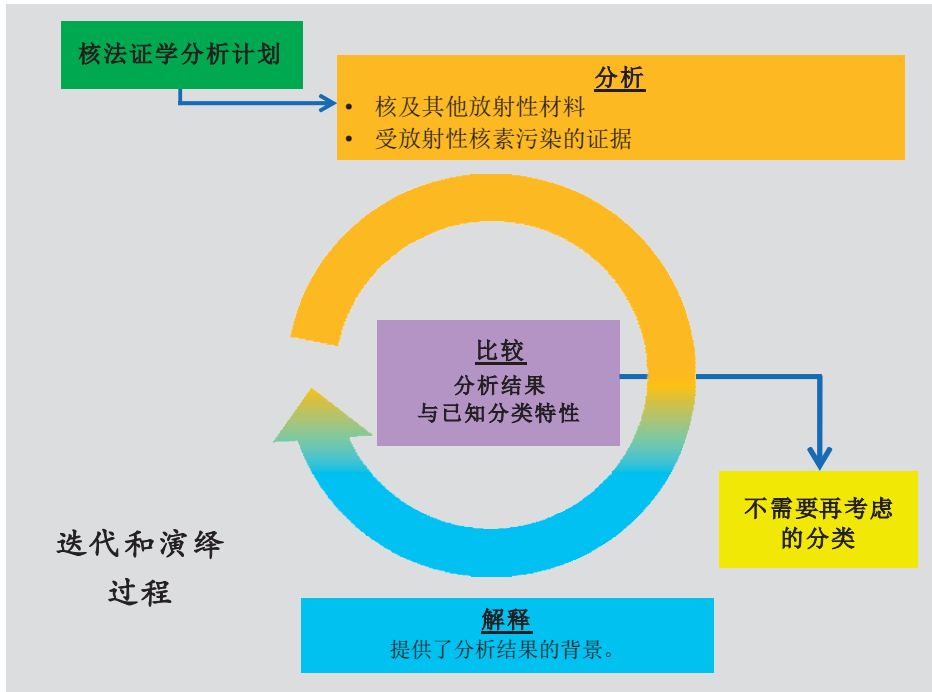 核法证学分析计划
分析
• 核及其他放射性材料
• 受放射性核素污染的证据
比较
分析结果
与已知分类特性
不需要再考虑
的分类
迭代和演绎
过程
解释
提供了分析结果的背景。